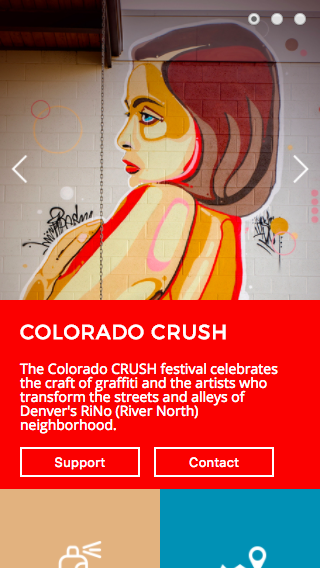 COLORADO CRUSH
The Colorado CRUSH festival celebrates
the craft of graffiti and the artists who
transform the streets and alleys of
Denver's RiNo (River North)
neighborhood.
Support
Contact